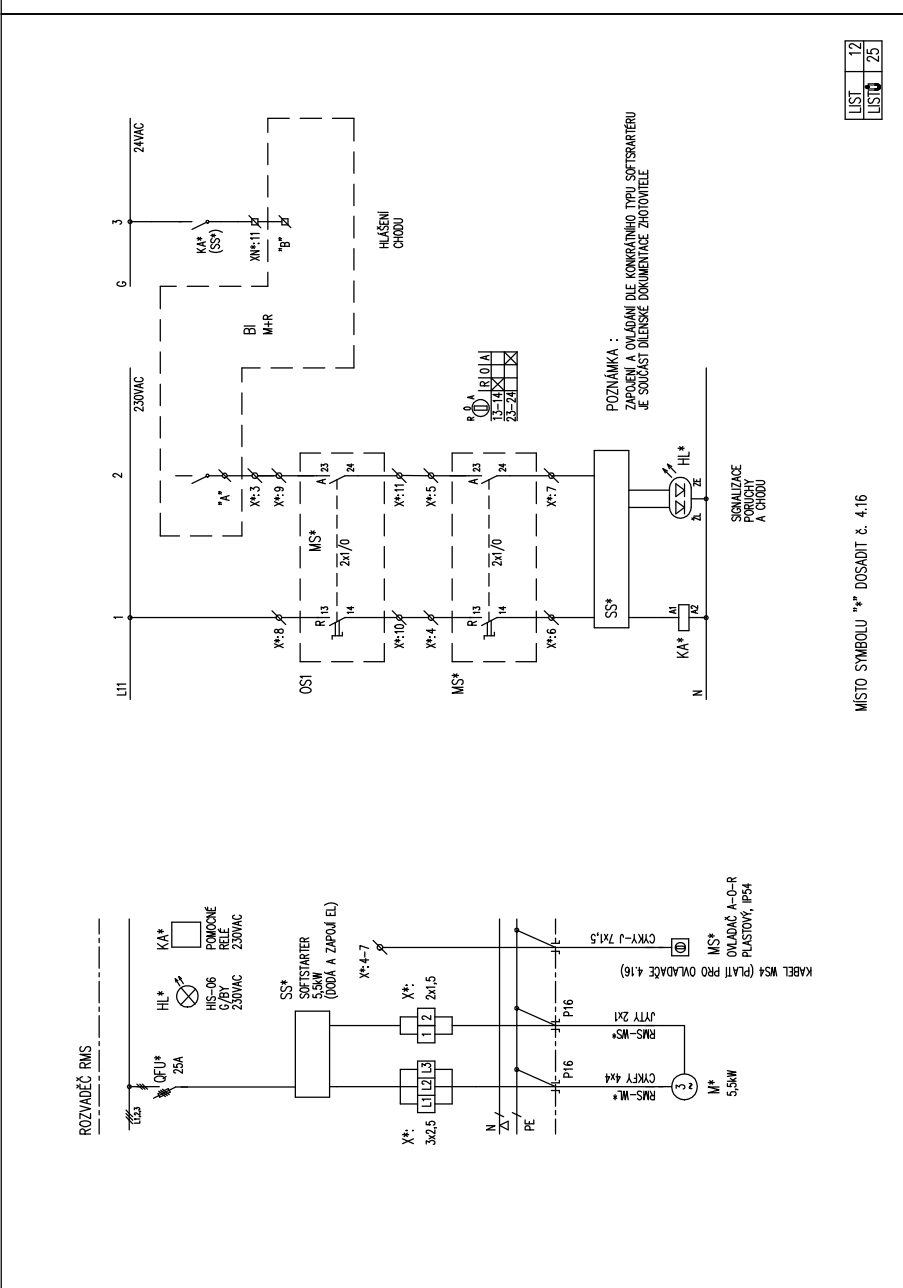 ROZVADĚČ RMS
L1,2,3
QFU*
25A
HL*
HIS-06
G/BY
230VAC
KA*
POMOCNÉ
RELÉ
230VAC
SS*
SOFTSTARTER
5,5kW
(DODÁ A ZAPOJÍ EL)
X*:4-7
X*:
3x2,5
L1 L2 L3
X*:
2x1,5
1 2
N
PE
P16
P16
RMS-WL*
CYKFY 4x4
RMS-WS*
JYTY 2x1
CYKY-J 7x1,5
KABEL WS4 (PLATÍ PRO OVLADAČE 4.16)
M*
5,5kW
3
~
MS*
OVLADAČ A-O-R
PLASTOVÝ, IP54
L11
1
2
230VAC
G
3
24VAC
KA*
(SS*)
XN*:11
"B"
BI
M+R
HLÁŠENÍ
CHODU
"A"
X*:3
X*:9
X*:8
OS1
MS*
R 13
14
A 23
24
2x1/0
X*:10
X*:4
X*:11
X*:5
MS*
R 13
14
A 23
24
2x1/0
X*:6
X*:7
R O A
R O A
13-14
23-24
SS*
KA*
A1
A2
HL*
2L
2E
N
SIGNALIZACE
PORUCHY
A CHODU
POZNÁMKA :
ZAPOJENÍ A OVLÁDÁNÍ DLE KONKRÁTNÍHO TYPU SOFTSRARTÉRU
JE SOUČÁST DÍLENSKÉ DOKUMENTACE ZHOTOVITELE
MÍSTO SYMBOLU "*" DOSADIT č. 4.16
LIST 12
LISTŮ 25